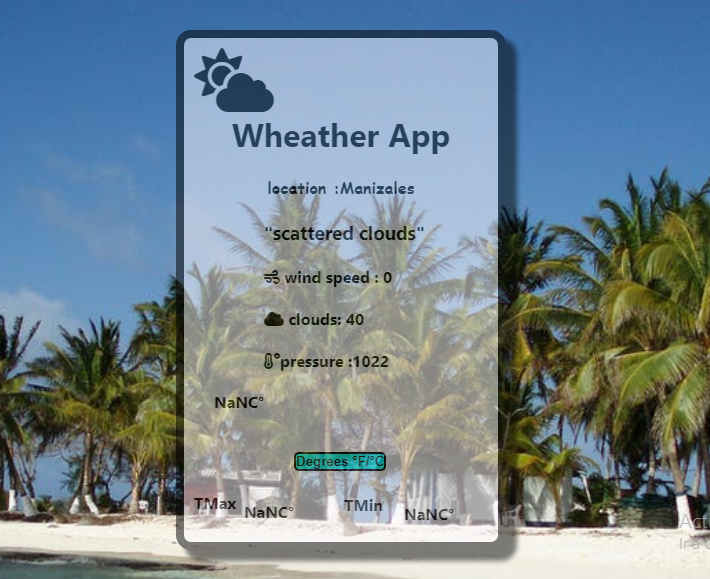 Wheather App
location :Manizales
"scattered clouds"
wind speed : 0
clouds: 40
°pressure :1022
NaNC°
Degrees °F/°C
TMax NaNC° TMin NaNC°